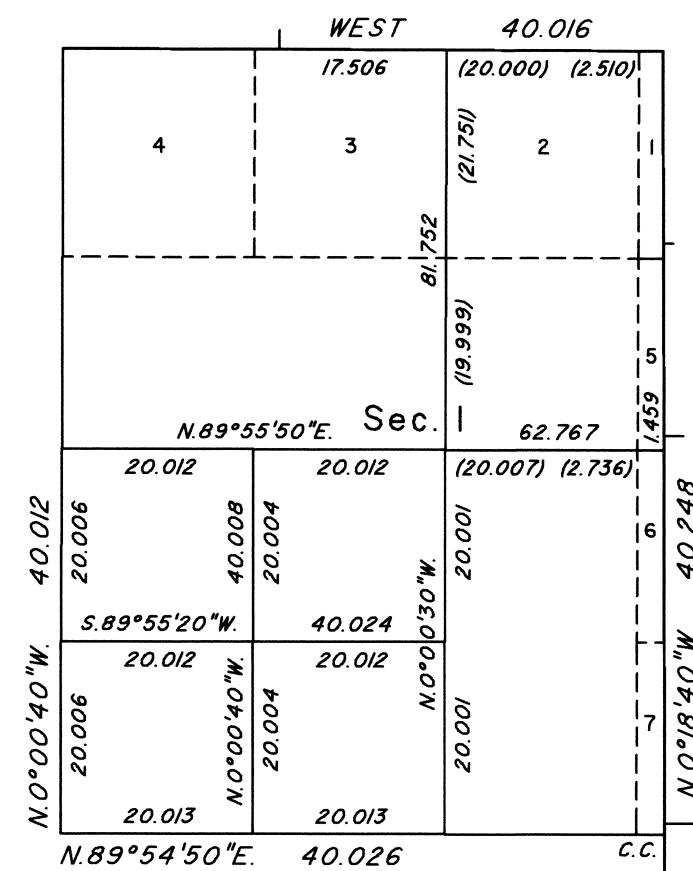 WEST 40.016
17.506 (20.000) (2.510)
4 3 (21.751) 2 1
81.752
(19.999)
5
N.89°55'50"E. Sec. 1 62.767 1.459
20.012 20.012 (20.007) (2.736)
40.012 20.006 40.008 20.004 20.001 6 40.248
S.89°55'20"W. 40.024 N.0°00'30"W.
20.012 20.012
N.0°00'40"W. 20.006 N.0°00'40"W. 20.004 20.001 7 N.0°18'40"W
20.013 20.013
N.89°54'50"E. 40.026 C.C.